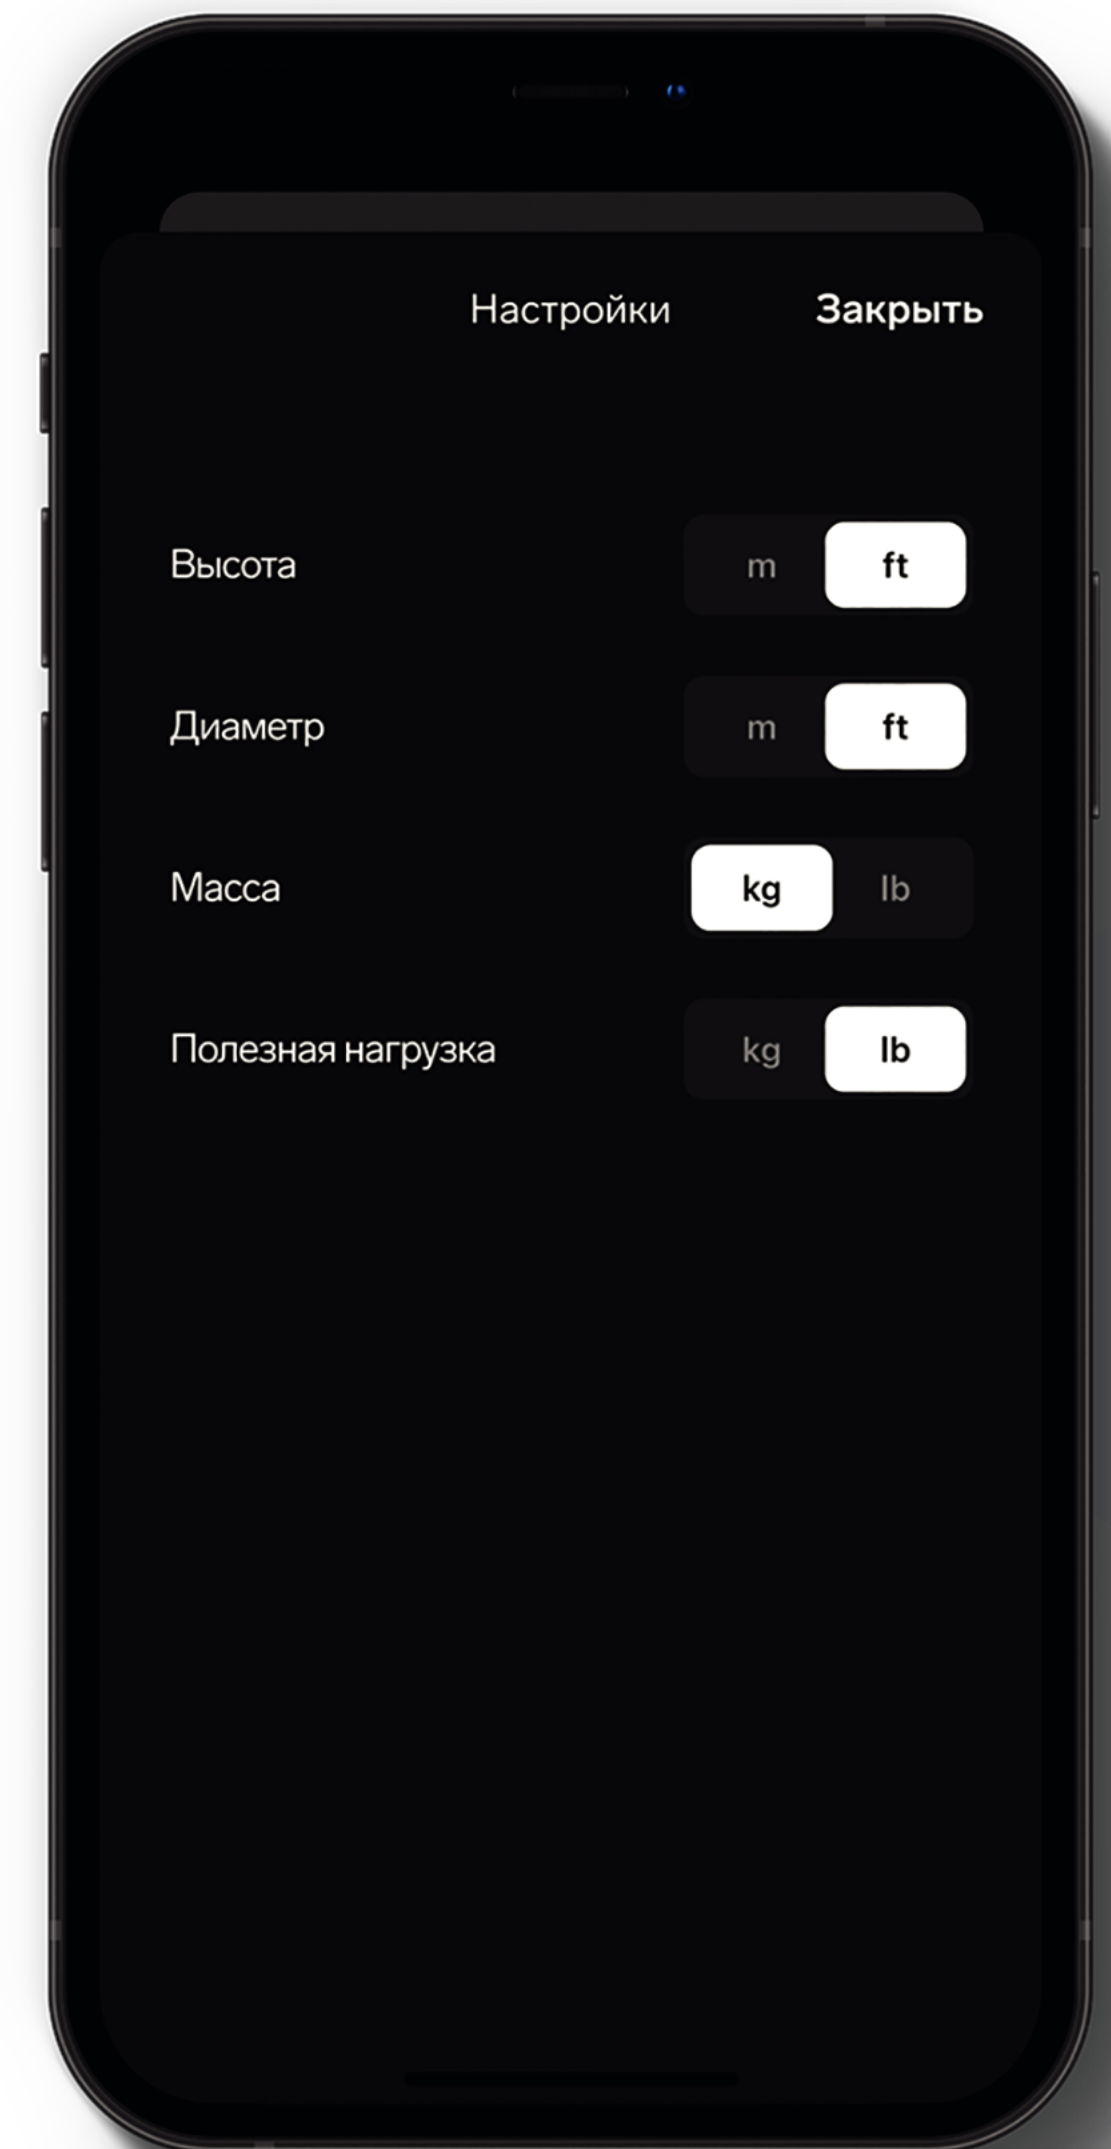 Настройки Закрыть
Высота m ft
Диаметр m ft
Масса kg lb
Полезная нагрузка kg lb